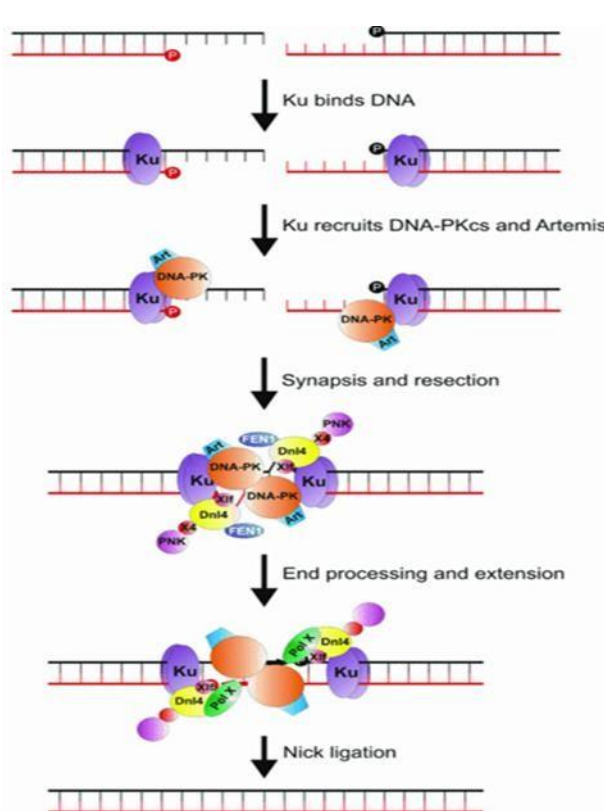 P
P
Ku binds DNA
Ku
P
P
Ku
Ku recruits DNA-PKcs and Artemis
Art
DNA-PK
Ku
P
P
Ku
DNA-PK
Art
Synapsis and resection
PNK
FEN1
X4
Art
Dnl4
DNA-PK
Xlf
Ku
Ku
Xlf
DNA-PK
Dnl4
Art
X4
FEN1
PNK
End processing and extension
Pol X
Dnl4
Xlf
Ku
Ku
Xlf
Dnl4
Pol X
Nick ligation